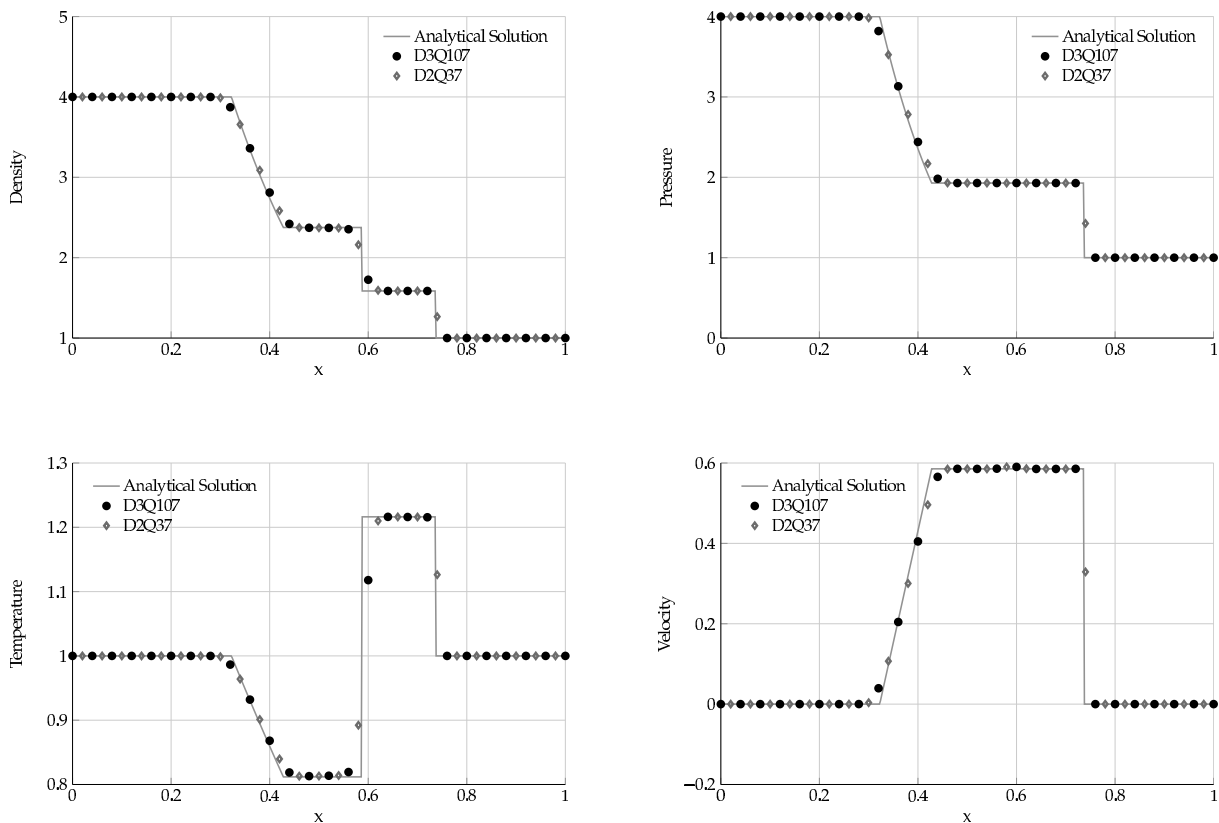 5
4
3
2
1
0
0.2
0.4
0.6
0.8
1
Density
x
Analytical Solution
D3Q107
D2Q37
4
3
2
1
0
0
0.2
0.4
0.6
0.8
1
Pressure
x
Analytical Solution
D3Q107
D2Q37
1.3
1.2
1.1
1
0.9
0.8
0
0.2
0.4
0.6
0.8
1
Temperature
x
Analytical Solution
D3Q107
D2Q37
0.6
0.4
0.2
0
−0.2
0
0.2
0.4
0.6
0.8
1
Velocity
x
Analytical Solution
D3Q107
D2Q37